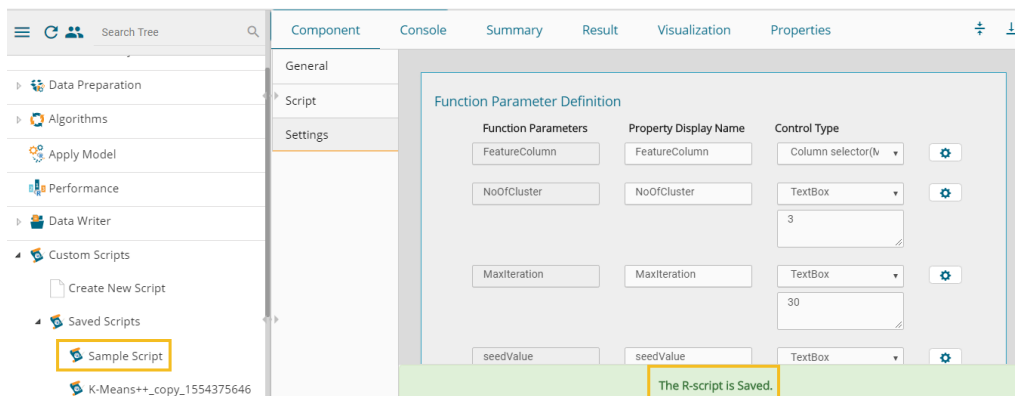 Search Tree
Component Console Summary Result Visualization Properties
General
Script
Settings
Data Preparation
Algorithms
Apply Model
Performance
Data Writer
Custom Scripts
Create New Script
Saved Scripts
Sample Script
K-Means++_copy_1554375646
Function Parameter Definition
Function Parameters Property Display Name Control Type
FeatureColumn FeatureColumn Column selector(M
NoOfCluster NoOfCluster TextBox
3
MaxIteration MaxIteration TextBox
30
seedValue seedValue TextBox
The R-script is Saved.